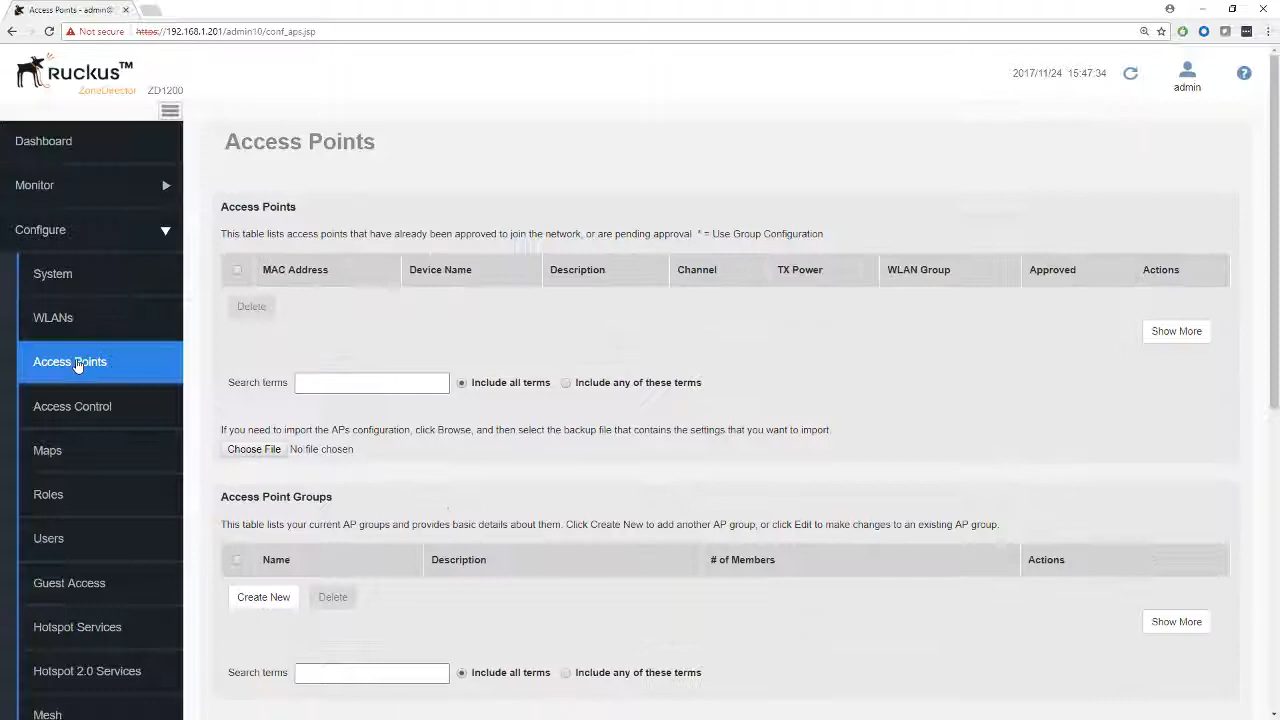 Access Points - admin@
Not secure https://192.168.1.201/admin10/conf_aps.jsp
RUCKUS™
ZoneDirector ZD1200
2017/11/24 15:47:34
admin
Dashboard
Monitor
Configure
System
WLANs
Access Points
Access Control
Maps
Roles
Users
Guest Access
Hotspot Services
Hotspot 2.0 Services
Mesh
Access Points
Access Points
This table lists access points that have already been approved to join the network, or are pending approval * = Use Group Configuration
MAC Address Device Name Description Channel TX Power WLAN Group Approved Actions
Delete
Show More
Search terms Include all terms Include any of these terms
If you need to import the APs configuration, click Browse, and then select the backup file that contains the settings that you want to import.
Choose File No file chosen
Access Point Groups
This table lists your current AP groups and provides basic details about them. Click Create New to add another AP group, or click Edit to make changes to an existing AP group.
Name Description # of Members Actions
Create New Delete
Show More
Search terms Include all terms Include any of these terms